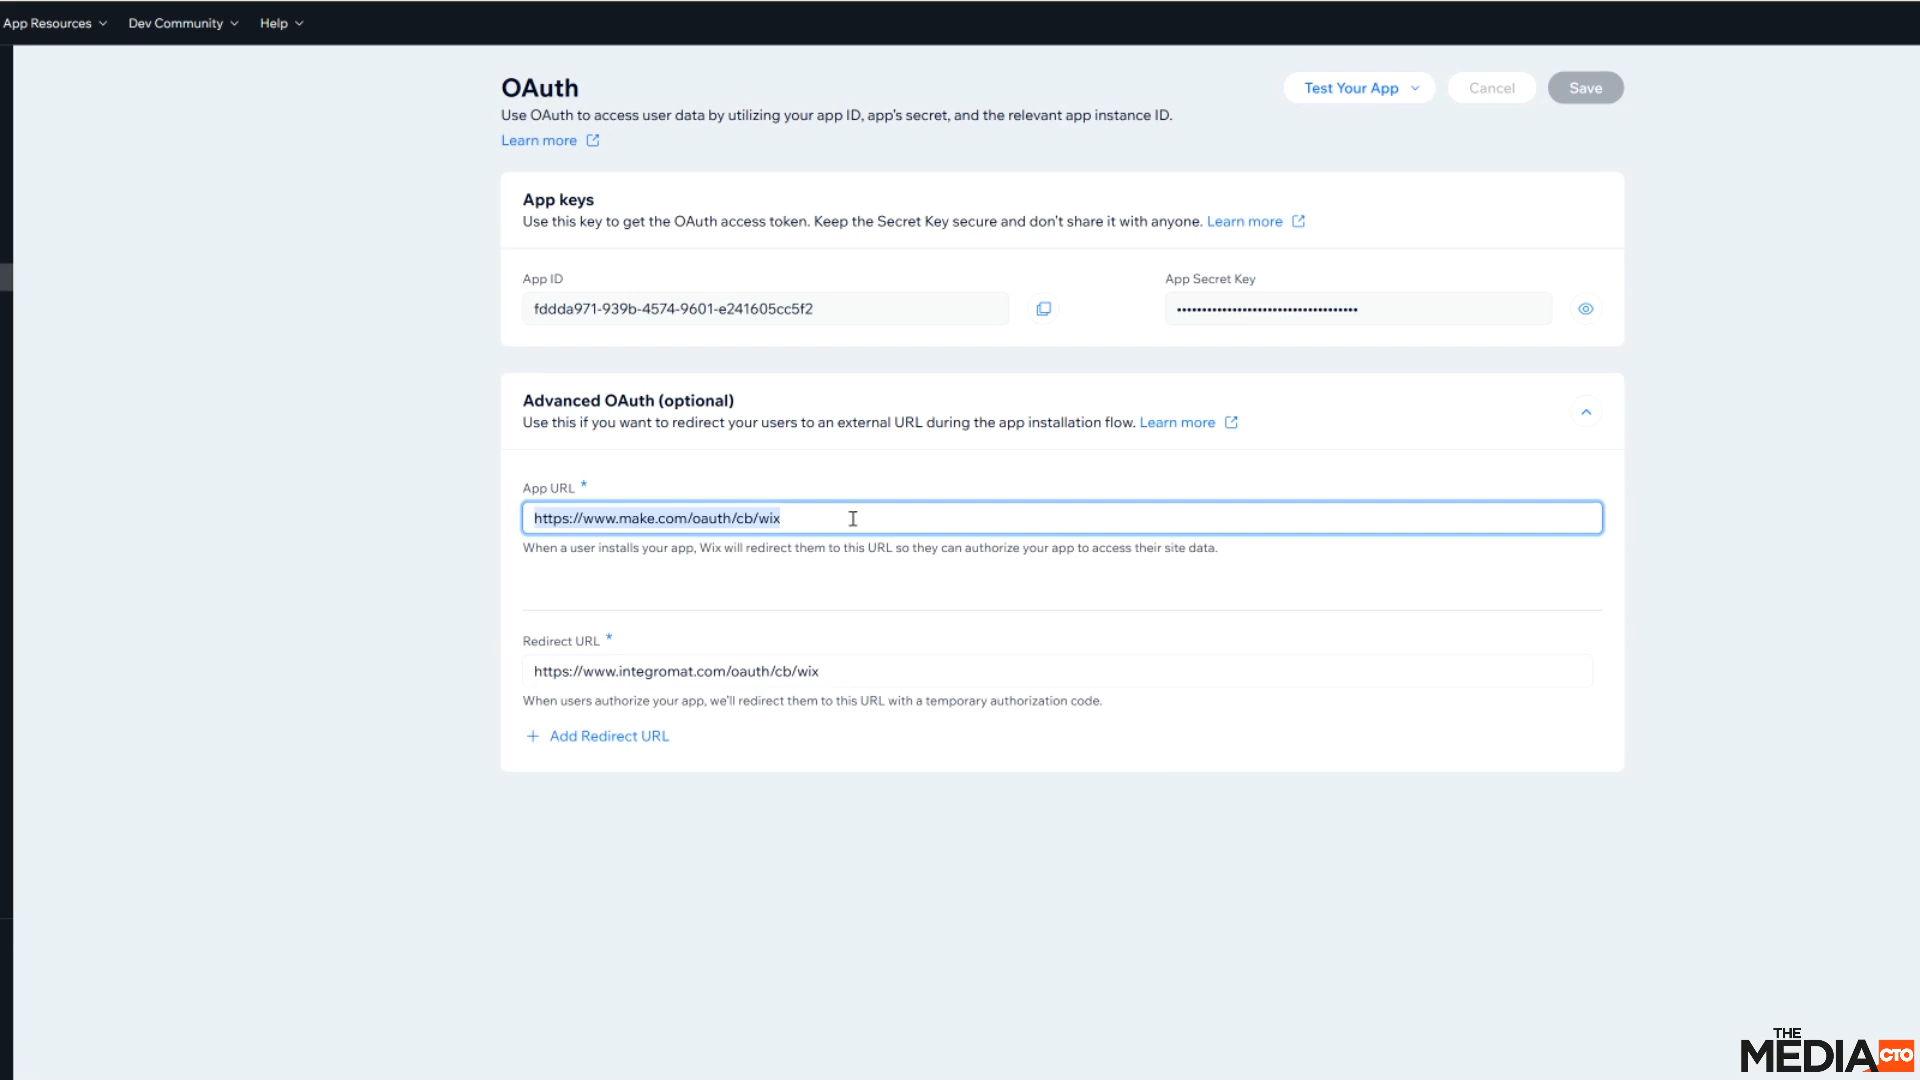 App Resources
Dev Community
Help
OAuth
Test Your App
Cancel
Save
Use OAuth to access user data by utilizing your app ID, app's secret, and the relevant app instance ID.
Learn more
App keys
Use this key to get the OAuth access token. Keep the Secret Key secure and don't share it with anyone. Learn more
App ID
App Secret Key
fddda971-939b-4574-9601-e241605cc5f2
••••••••••••••••••••••••••••••••••••
Advanced OAuth (optional)
Use this if you want to redirect your users to an external URL during the app installation flow. Learn more
App URL *
https://www.make.com/oauth/cb/wix
When a user installs your app, Wix will redirect them to this URL so they can authorize your app to access their site data.
Redirect URL *
https://www.integromat.com/oauth/cb/wix
When users authorize your app, we'll redirect them to this URL with a temporary authorization code.
+ Add Redirect URL
THE
MEDIA CTO